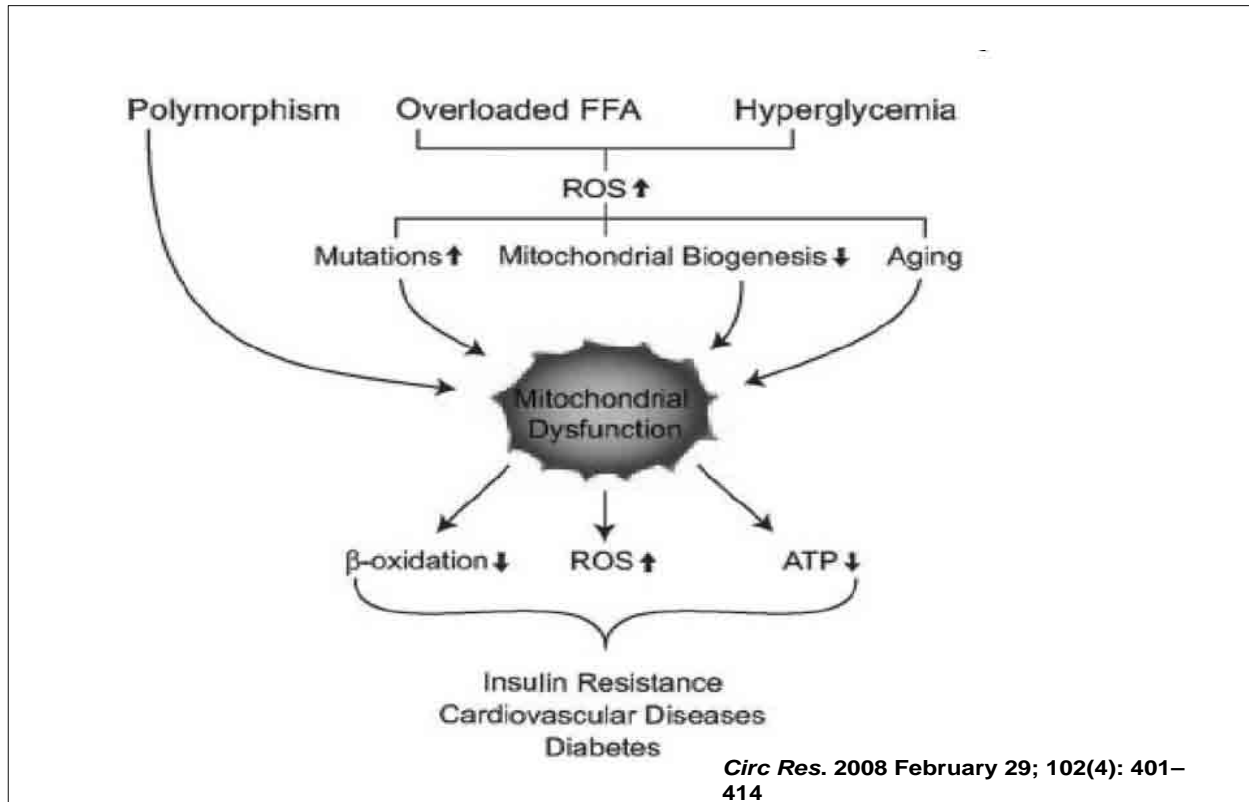 Polymorphism Overloaded FFA Hyperglycemia
ROS⬆
Mutations⬆ Mitochondrial Biogenesis⬇ Aging
Mitochondrial
Dysfunction
β-oxidation⬇ ROS⬆ ATP⬇
Insulin Resistance
Cardiovascular Diseases
Diabetes
Circ Res. 2008 February 29; 102(4): 401–
414